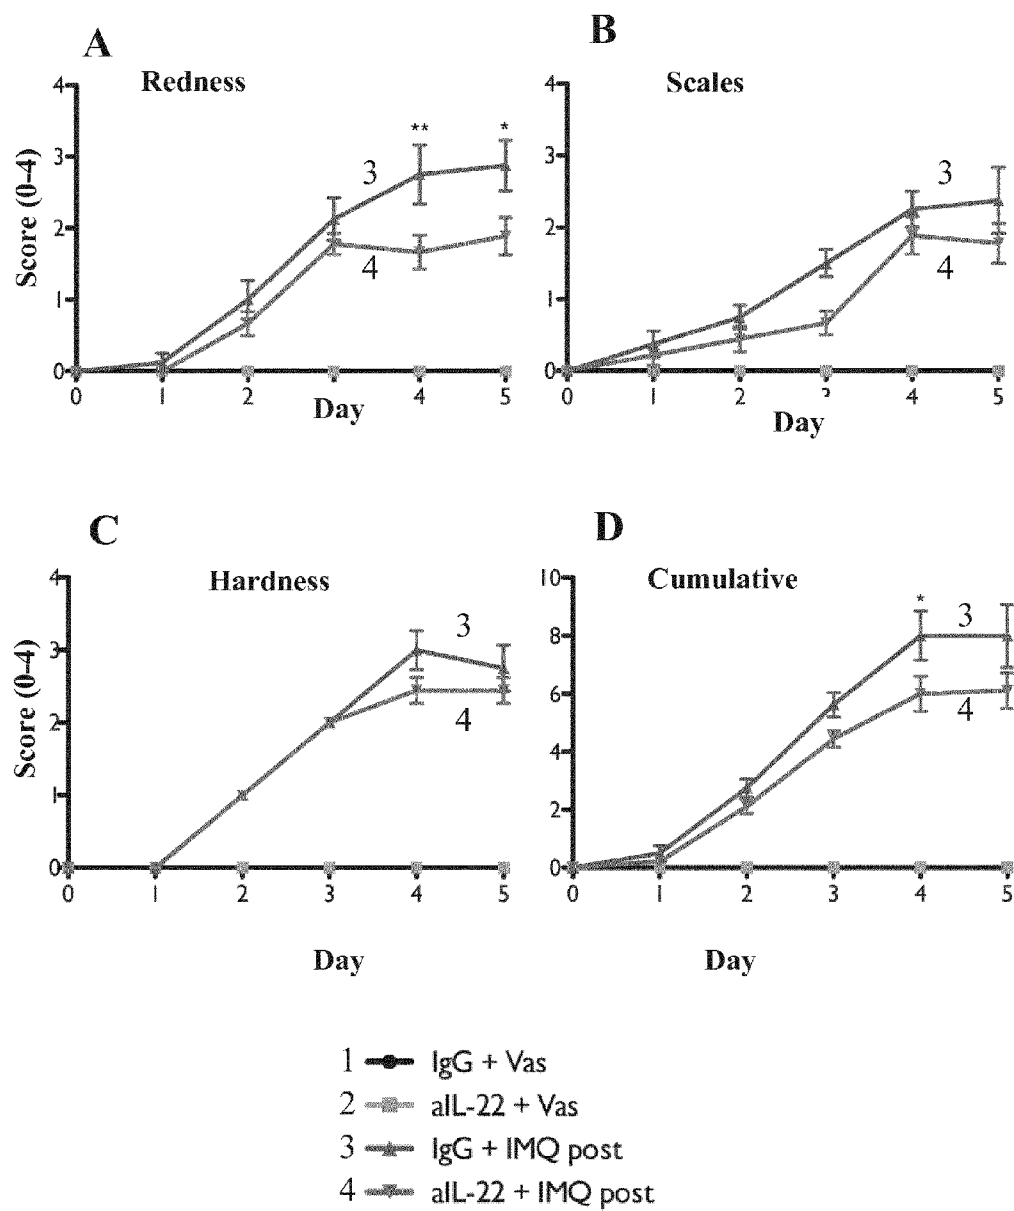 A
B
Redness
Scales
4
3
2
1
0
Score (0-4)
**
*
3
4
0 1 2 4 5
Day
4
3
2
1
0
3
4
0 1 2 3 4 5
Day
C
D
Hardness
Cumulative
4
3
2
1
0
Score (0-4)
3
4
0 1 2 3 4 5
Day
10
8
6
4
2
0
*
3
4
0 1 2 3 4 5
Day
1 IgG + Vas
2 aIL-22 + Vas
3 IgG + IMQ post
4 aIL-22 + IMQ post